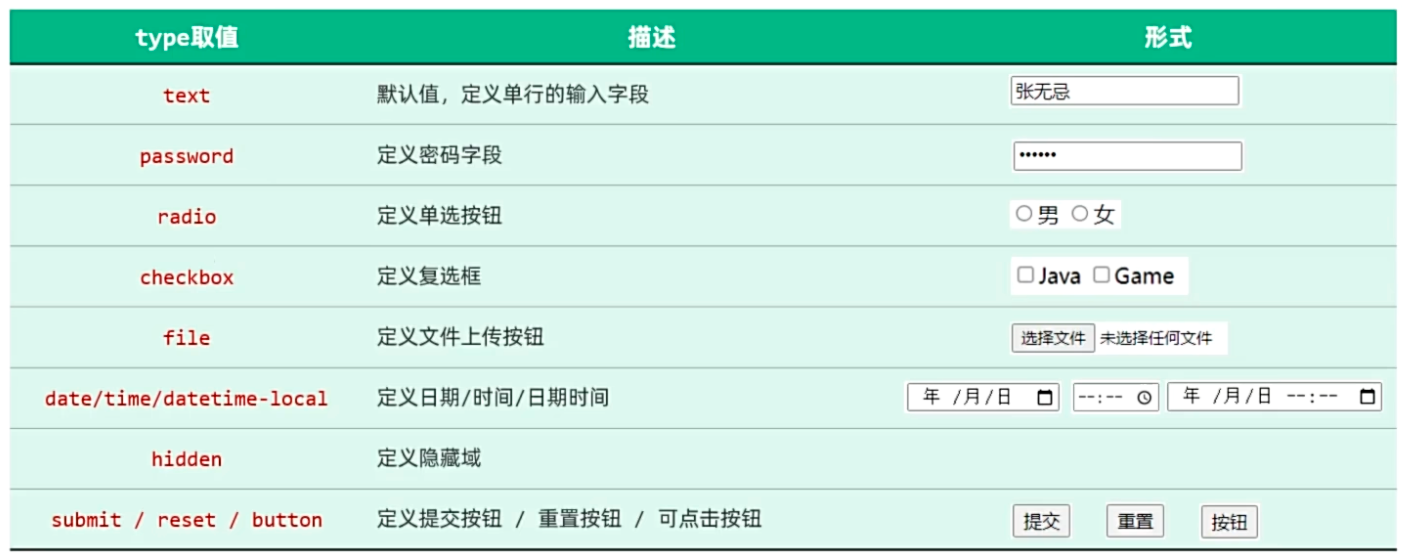 type取值 描述 形式
text 默认值，定义单行的输入字段 张无忌
password 定义密码字段 ••••••
radio 定义单选按钮 男 女
checkbox 定义复选框 Java Game
file 定义文件上传按钮 选择文件 未选择任何文件
date/time/datetime-local 定义日期/时间/日期时间 年 /月/日 --:-- 年 /月/日 --:--
hidden 定义隐藏域
submit / reset / button 定义提交按钮 / 重置按钮 / 可点击按钮 提交 重置 按钮